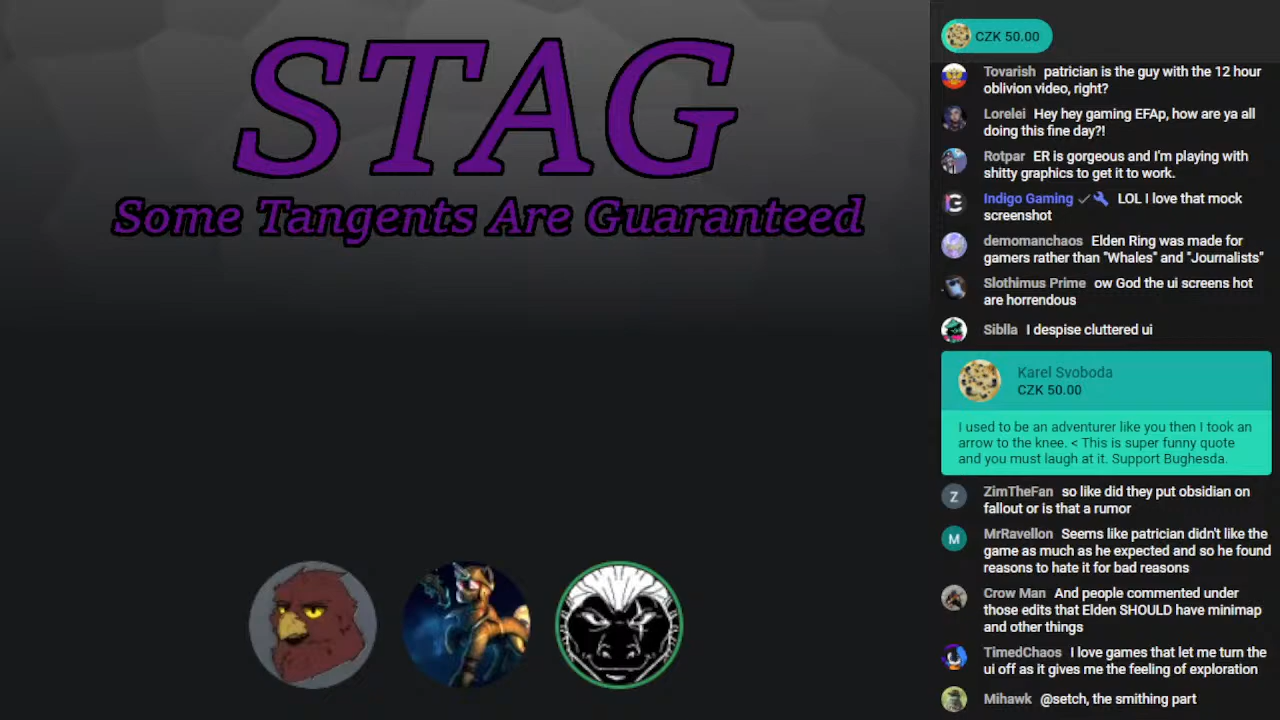 STAG
Some Tangents Are Guaranteed
CZK 50.00
Tovarish patrician is the guy with the 12 hour
oblivion video, right?
Lorelei Hey hey gaming EFAp, how are ya all
doing this fine day?!
Rotpar ER is gorgeous and I'm playing with
shitty graphics to get it to work.
Indigo Gaming LOL I love that mock
screenshot
demomanchaos Elden Ring was made for
gamers rather than "Whales" and "Journalists"
Slothimus Prime ow God the ui screens hot
are horrendous
Siblla I despise cluttered ui
Karel Svoboda
CZK 50.00
I used to be an adventurer like you then I took an
arrow to the knee. < This is super funny quote
and you must laugh at it. Support Bughesda.
Z
ZimTheFan so like did they put obsidian on
fallout or is that a rumor
M
MrRavellon Seems like patrician didn't like the
game as much as he expected and so he found
reasons to hate it for bad reasons
Crow Man And people commented under
those edits that Elden SHOULD have minimap
and other things
TimedChaos I love games that let me turn the
ui off as it gives me the feeling of exploration
Mihawk @setch, the smithing part